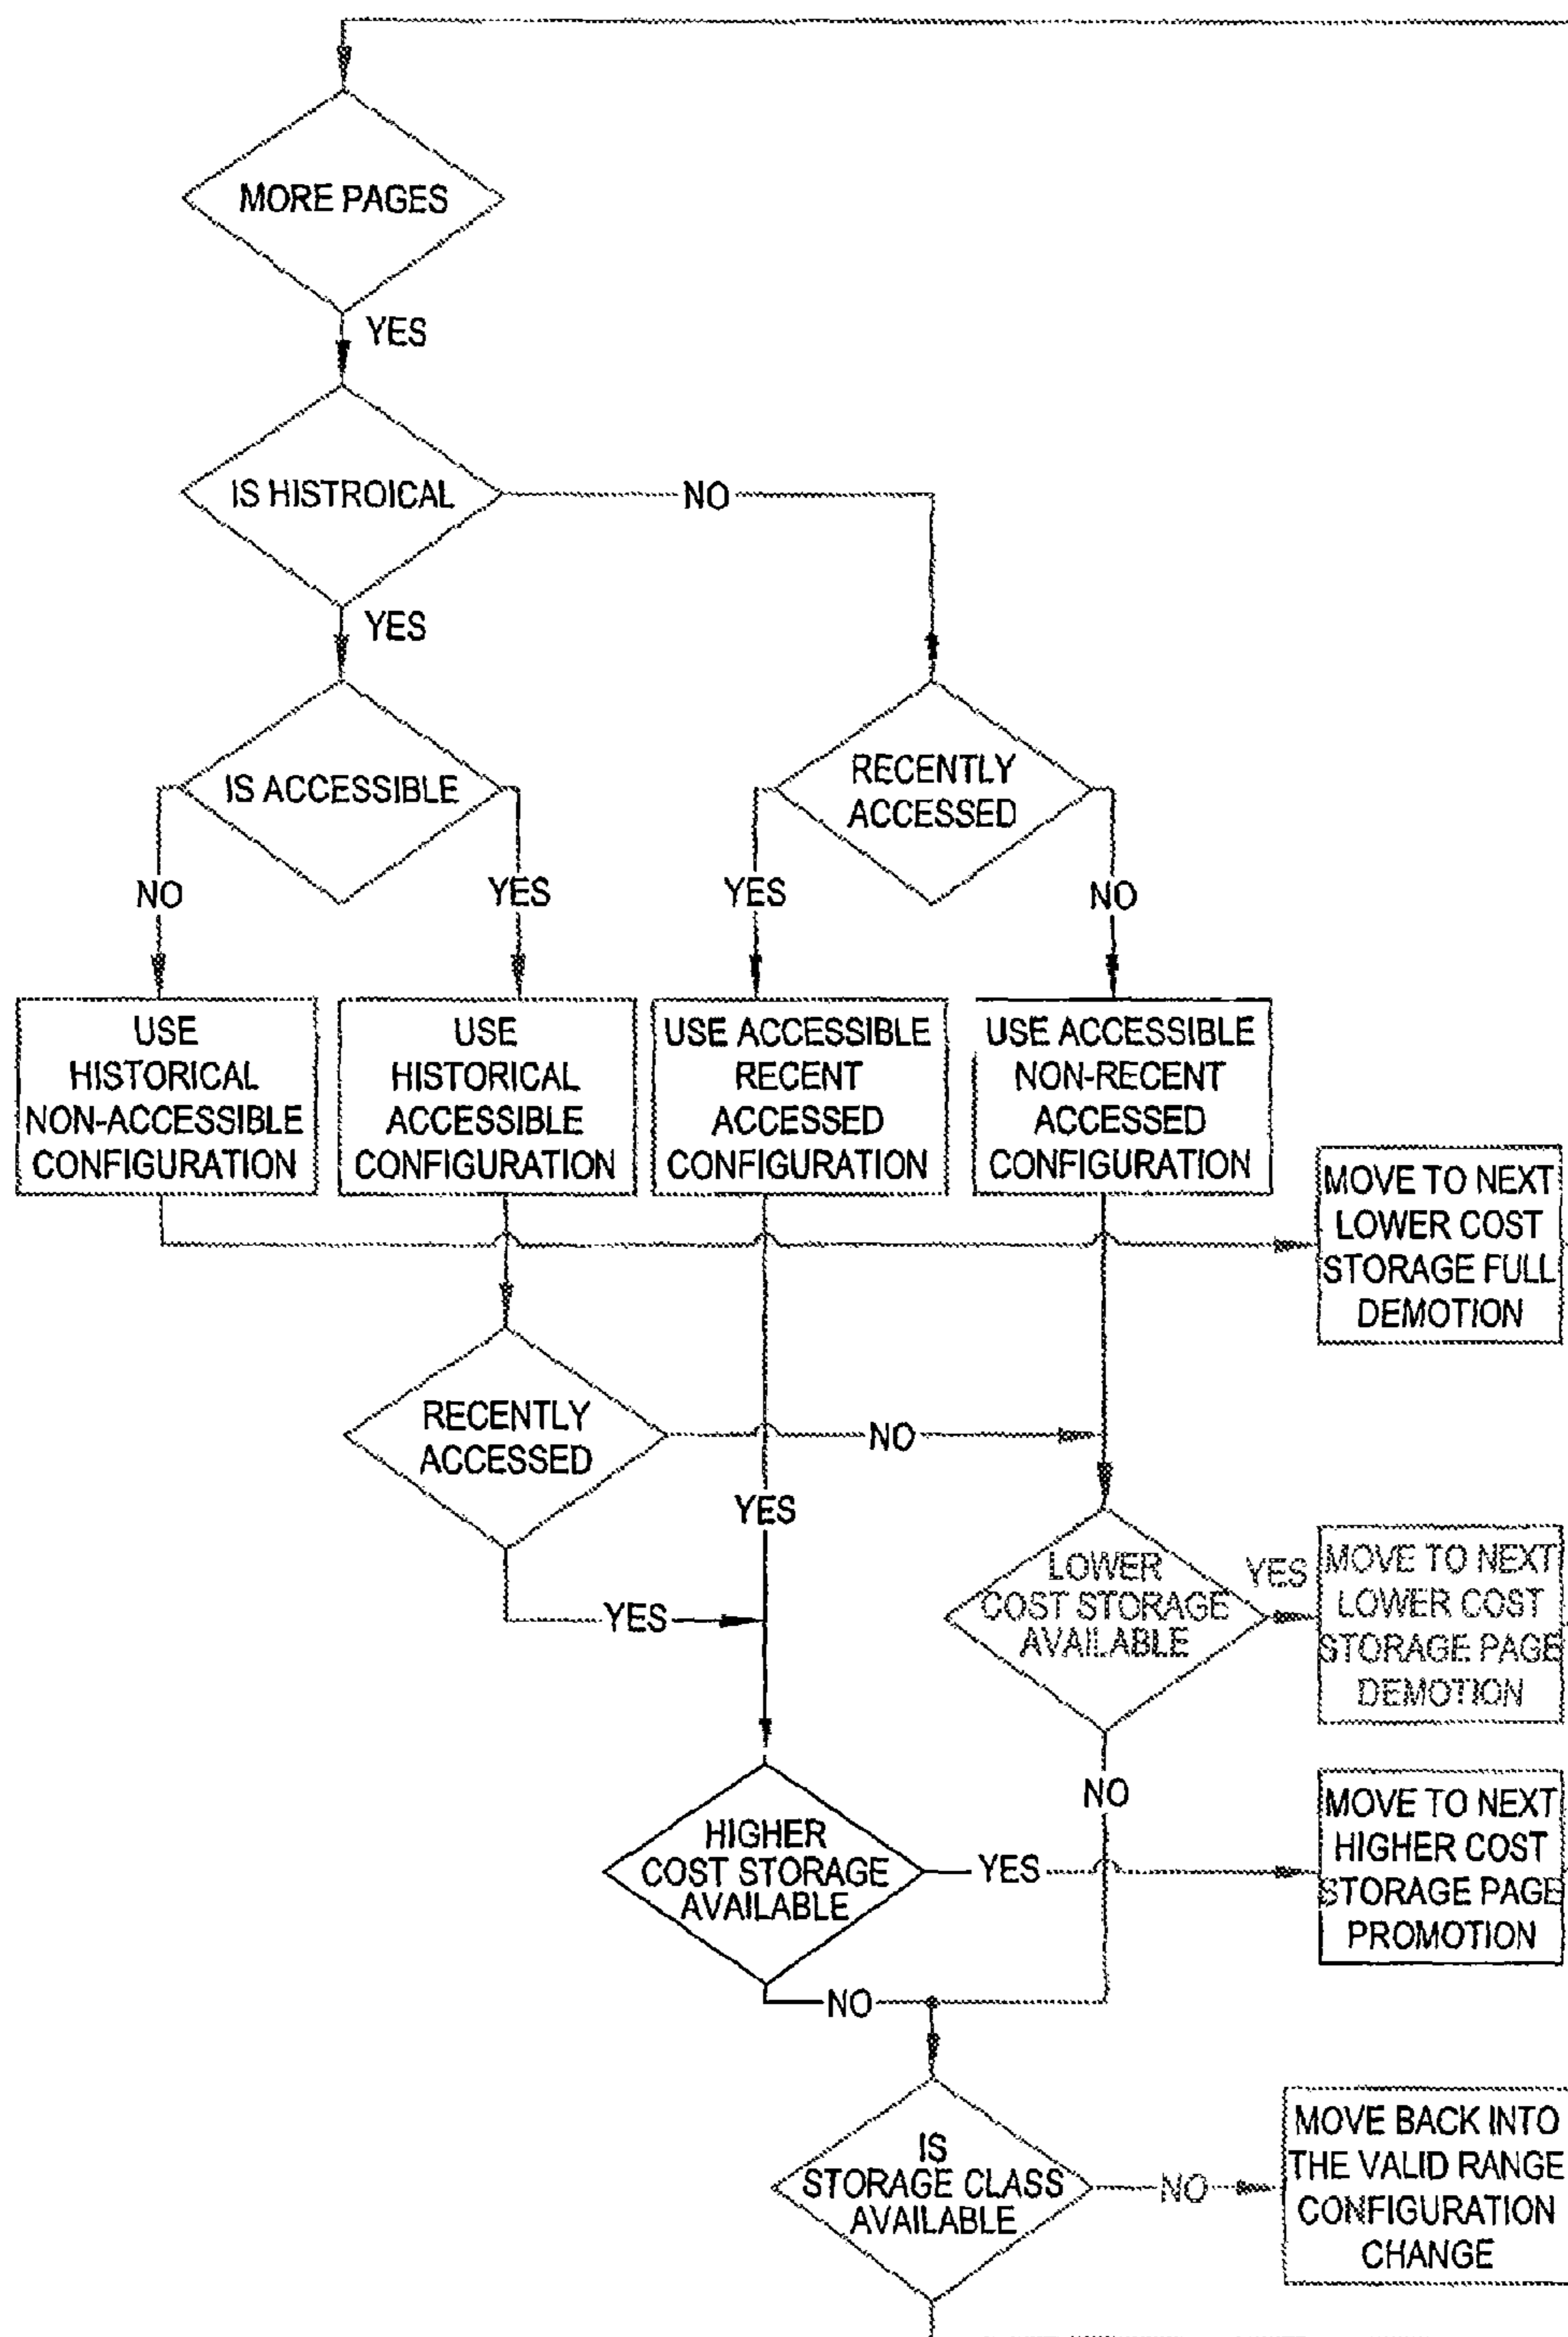 MORE PAGES
YES
IS HISTROICAL
NO
YES
IS ACCESSIBLE
RECENTLY
ACCESSED
NO
YES
YES
NO
USE
HISTORICAL
NON-ACCESSIBLE
CONFIGURATION
USE
HISTORICAL
ACCESSIBLE
CONFIGURATION
USE ACCESSIBLE
RECENT
ACCESSED
CONFIGURATION
USE ACCESSIBLE
NON-RECENT
ACCESSED
CONFIGURATION
MOVE TO NEXT
LOWER COST
STORAGE FULL
DEMOTION
RECENTLY
ACCESSED
NO
YES
YES
LOWER
COST STORAGE
AVAILABLE
YES
MOVE TO NEXT
LOWER COST
STORAGE PAGE
DEMOTION
NO
HIGHER
COST STORAGE
AVAILABLE
YES
MOVE TO NEXT
HIGHER COST
STORAGE PAGE
PROMOTION
NO
IS
STORAGE CLASS
AVAILABLE
NO
MOVE BACK INTO
THE VALID RANGE
CONFIGURATION
CHANGE